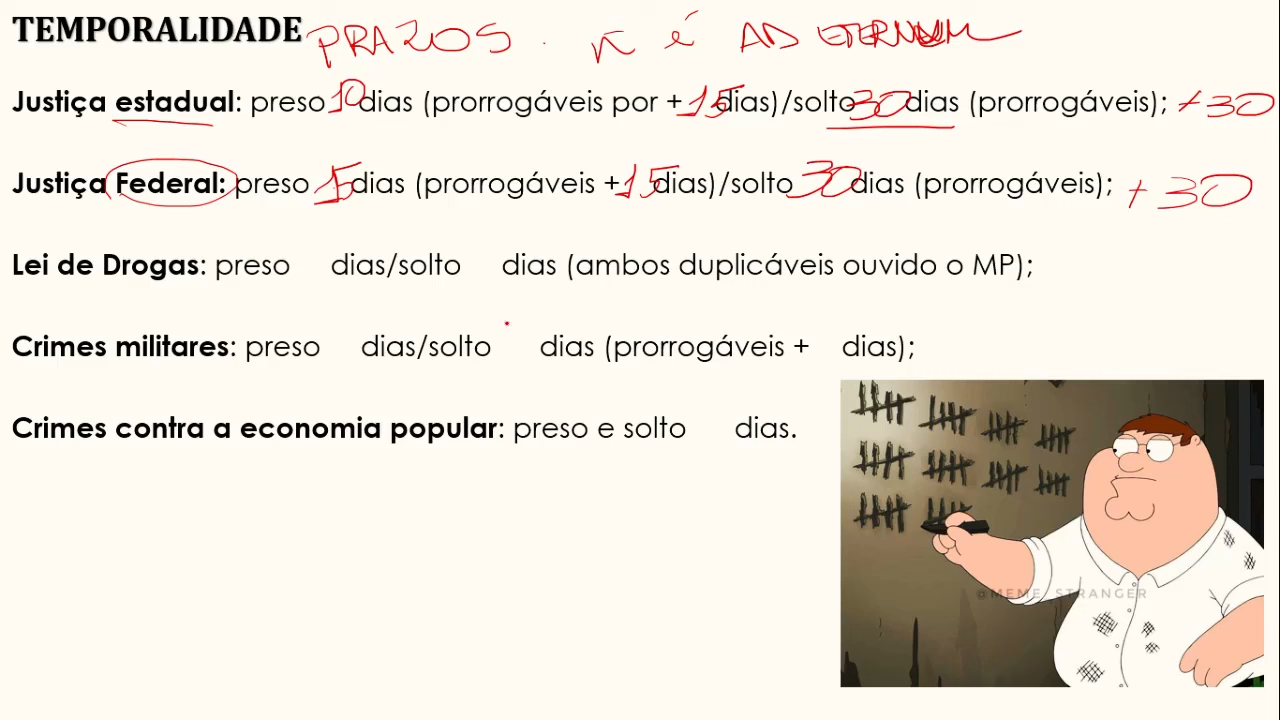 TEMPORALIDADE PRAZOS. Ñ É AD ETERNUM
Justiça estadual: preso 10 dias (prorrogáveis por +15 dias)/solto 30 dias (prorrogáveis); +30
Justiça Federal: preso 15 dias (prorrogáveis +15 dias)/solto 30 dias (prorrogáveis); +30
Lei de Drogas: preso dias/solto dias (ambos duplicáveis ouvido o MP);
Crimes militares: preso dias/solto dias (prorrogáveis + dias);
Crimes contra a economia popular: preso e solto dias.
@MEME_STRANGER